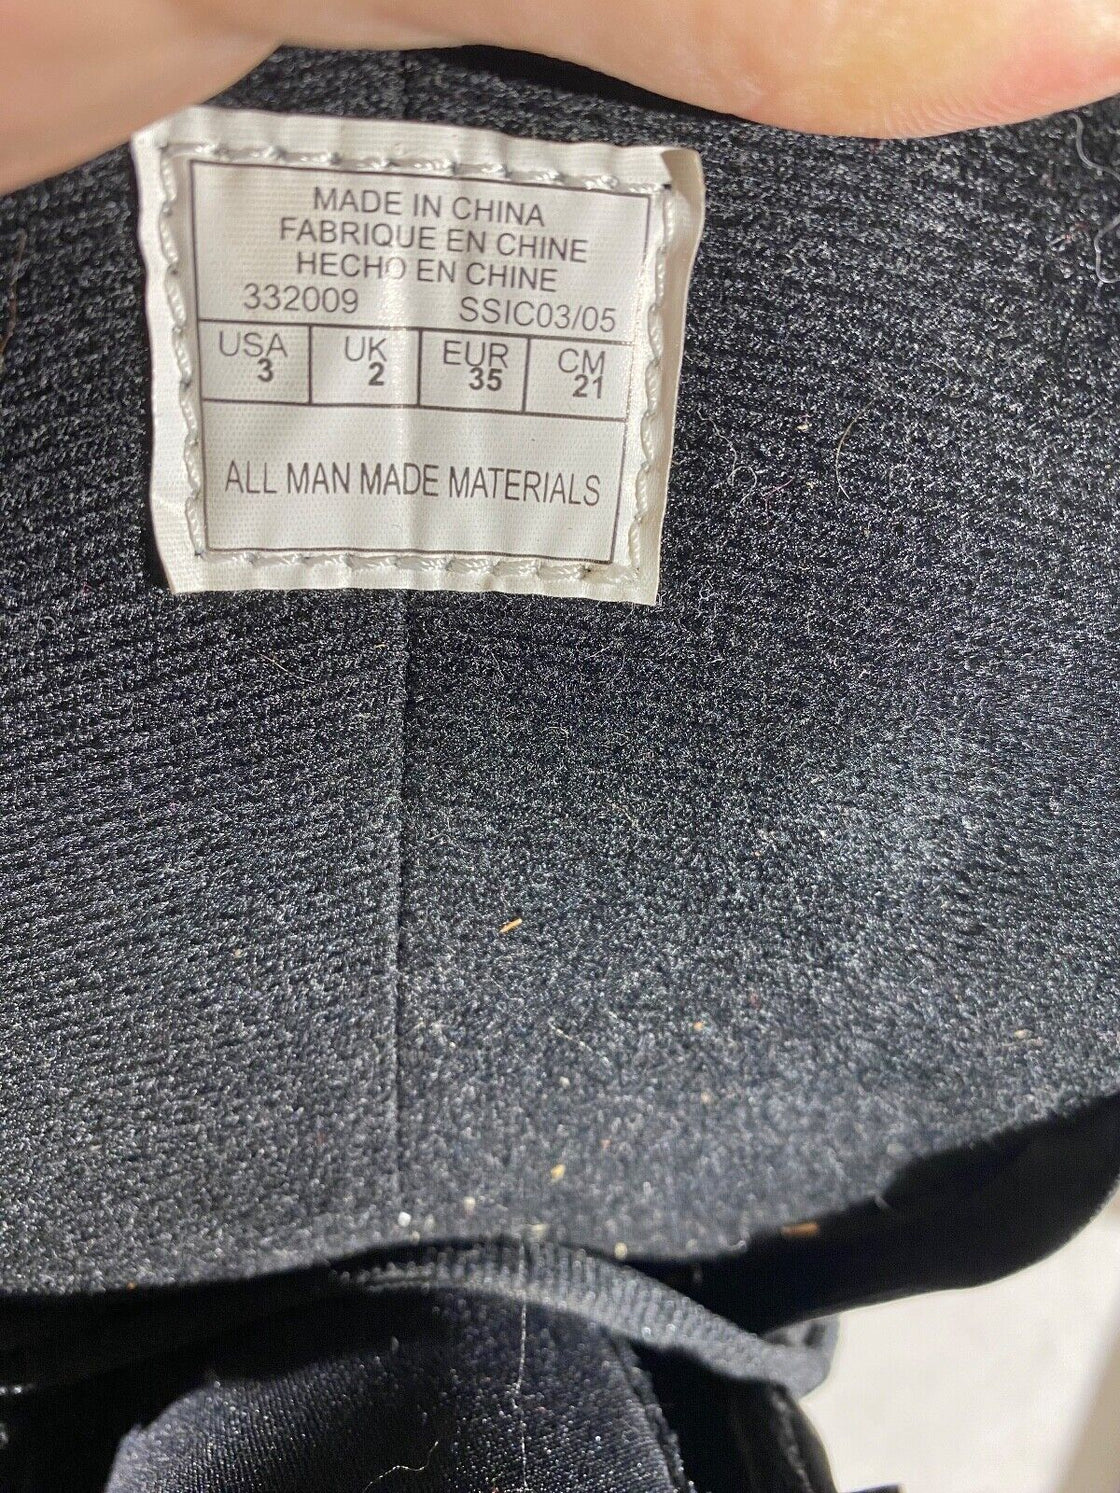 MADE IN CHINA
FABRIQUE EN CHINE
HECHO EN CHINE
332009 SSIC03/05
USA UK EUR CM
3 2 35 21
ALL MAN MADE MATERIALS